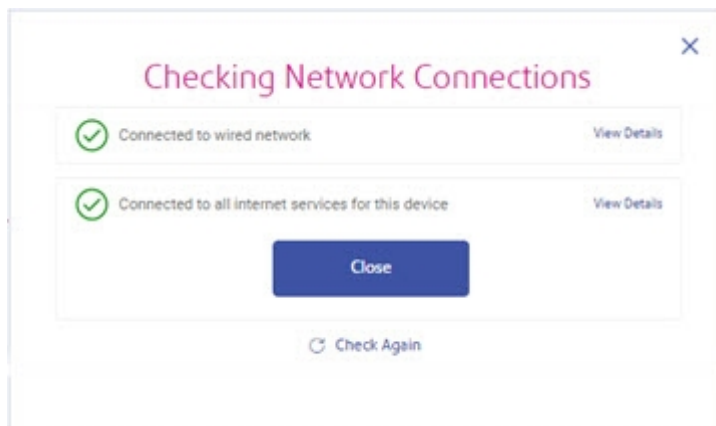 Checking Network Connections
Connected to wired network View Details
Connected to all internet services for this device View Details
Close
Check Again